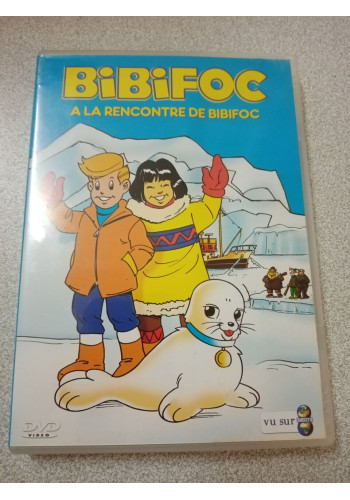 BiBiFOC
A LA RENCONTRE DE BIBIFOC
DVD
VIDEO
vu sur